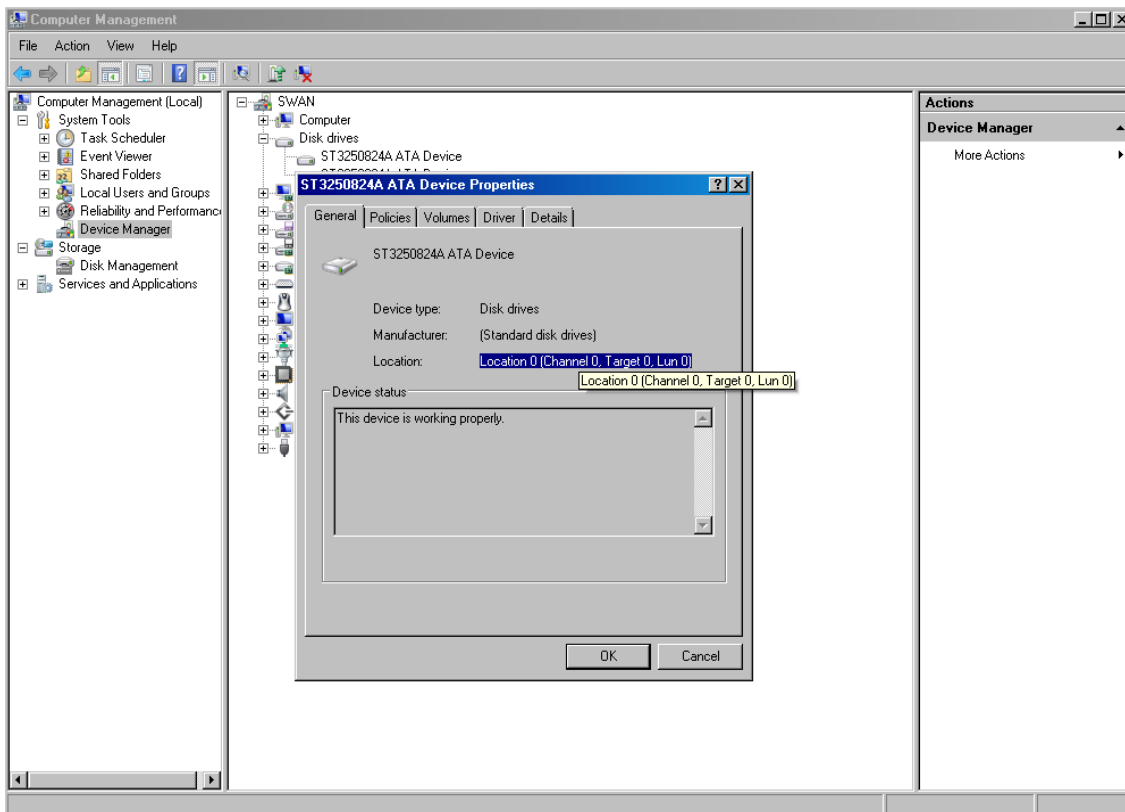 Computer Management
File Action View Help
Computer Management (Local)
System Tools
Task Scheduler
Event Viewer
Shared Folders
Local Users and Groups
Reliability and Performanc
Device Manager
Storage
Disk Management
Services and Applications
SWAN
Computer
Disk drives
ST3250824A ATA Device
ST3250824A ATA Device Properties
General Policies Volumes Driver Details
ST3250824A ATA Device
Device type: Disk drives
Manufacturer: (Standard disk drives)
Location: Location 0 (Channel 0, Target 0, Lun 0)
Location 0 (Channel 0, Target 0, Lun 0)
Device status
This device is working properly.
OK Cancel
Actions
Device Manager
More Actions